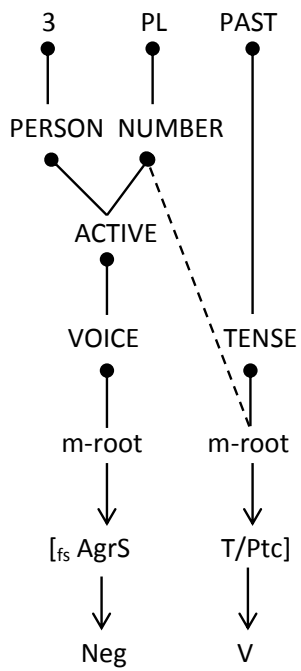 3 PL PAST
PERSON NUMBER
ACTIVE
VOICE TENSE
m-root m-root
[fs AgrS T/Ptc]
Neg V